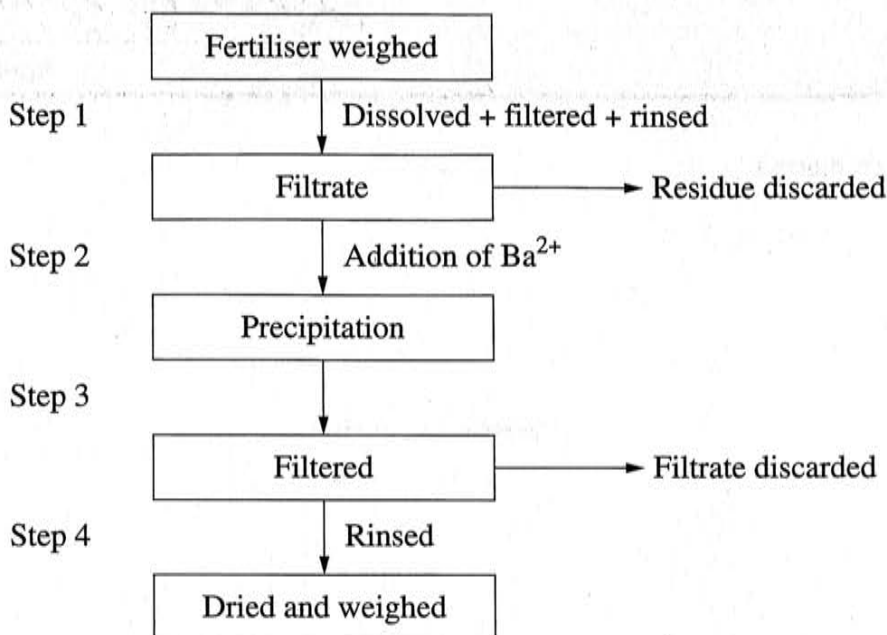 Fertiliser weighed
Step 1
Dissolved + filtered + rinsed
Filtrate
Residue discarded
Step 2
Addition of Ba²⁺
Precipitation
Step 3
Filtered
Filtrate discarded
Step 4
Rinsed
Dried and weighed